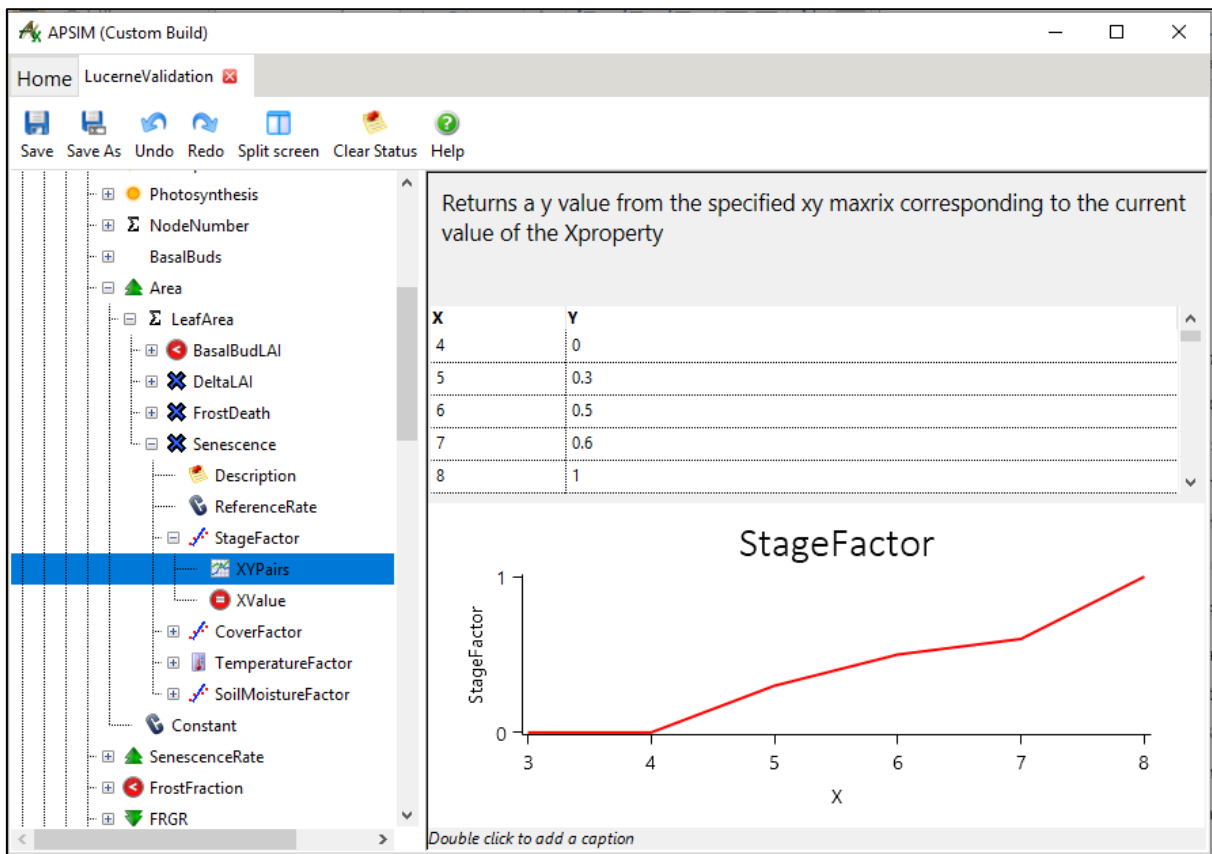 APSIM (Custom Build)
Home LucerneValidation
Save Save As Undo Redo Split screen Clear Status Help
Photosynthesis
NodeNumber
BasalBuds
Area
Σ LeafArea
BasalBudLAI
DeltaLAI
FrostDeath
Senescence
Description
ReferenceRate
StageFactor
XYPairs
XValue
CoverFactor
TemperatureFactor
SoilMoistureFactor
Constant
SenescenceRate
FrostFraction
FRGR
Returns a y value from the specified xy maxrix corresponding to the current
value of the Xproperty
X Y
4 0
5 0.3
6 0.5
7 0.6
8 1
StageFactor
StageFactor
1
0
3 4 5 6 7 8
X
Double click to add a caption